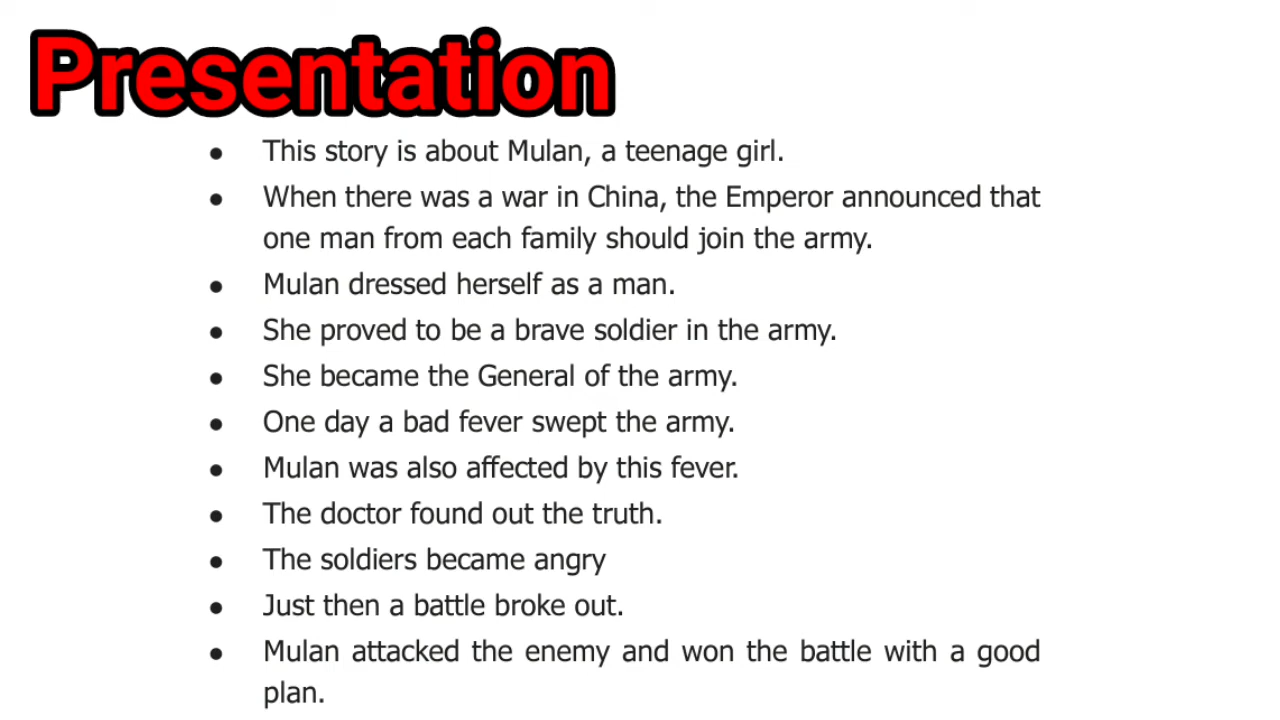 Presentation
● This story is about Mulan, a teenage girl.
● When there was a war in China, the Emperor announced that
one man from each family should join the army.
● Mulan dressed herself as a man.
● She proved to be a brave soldier in the army.
● She became the General of the army.
● One day a bad fever swept the army.
● Mulan was also affected by this fever.
● The doctor found out the truth.
● The soldiers became angry
● Just then a battle broke out.
● Mulan attacked the enemy and won the battle with a good
plan.